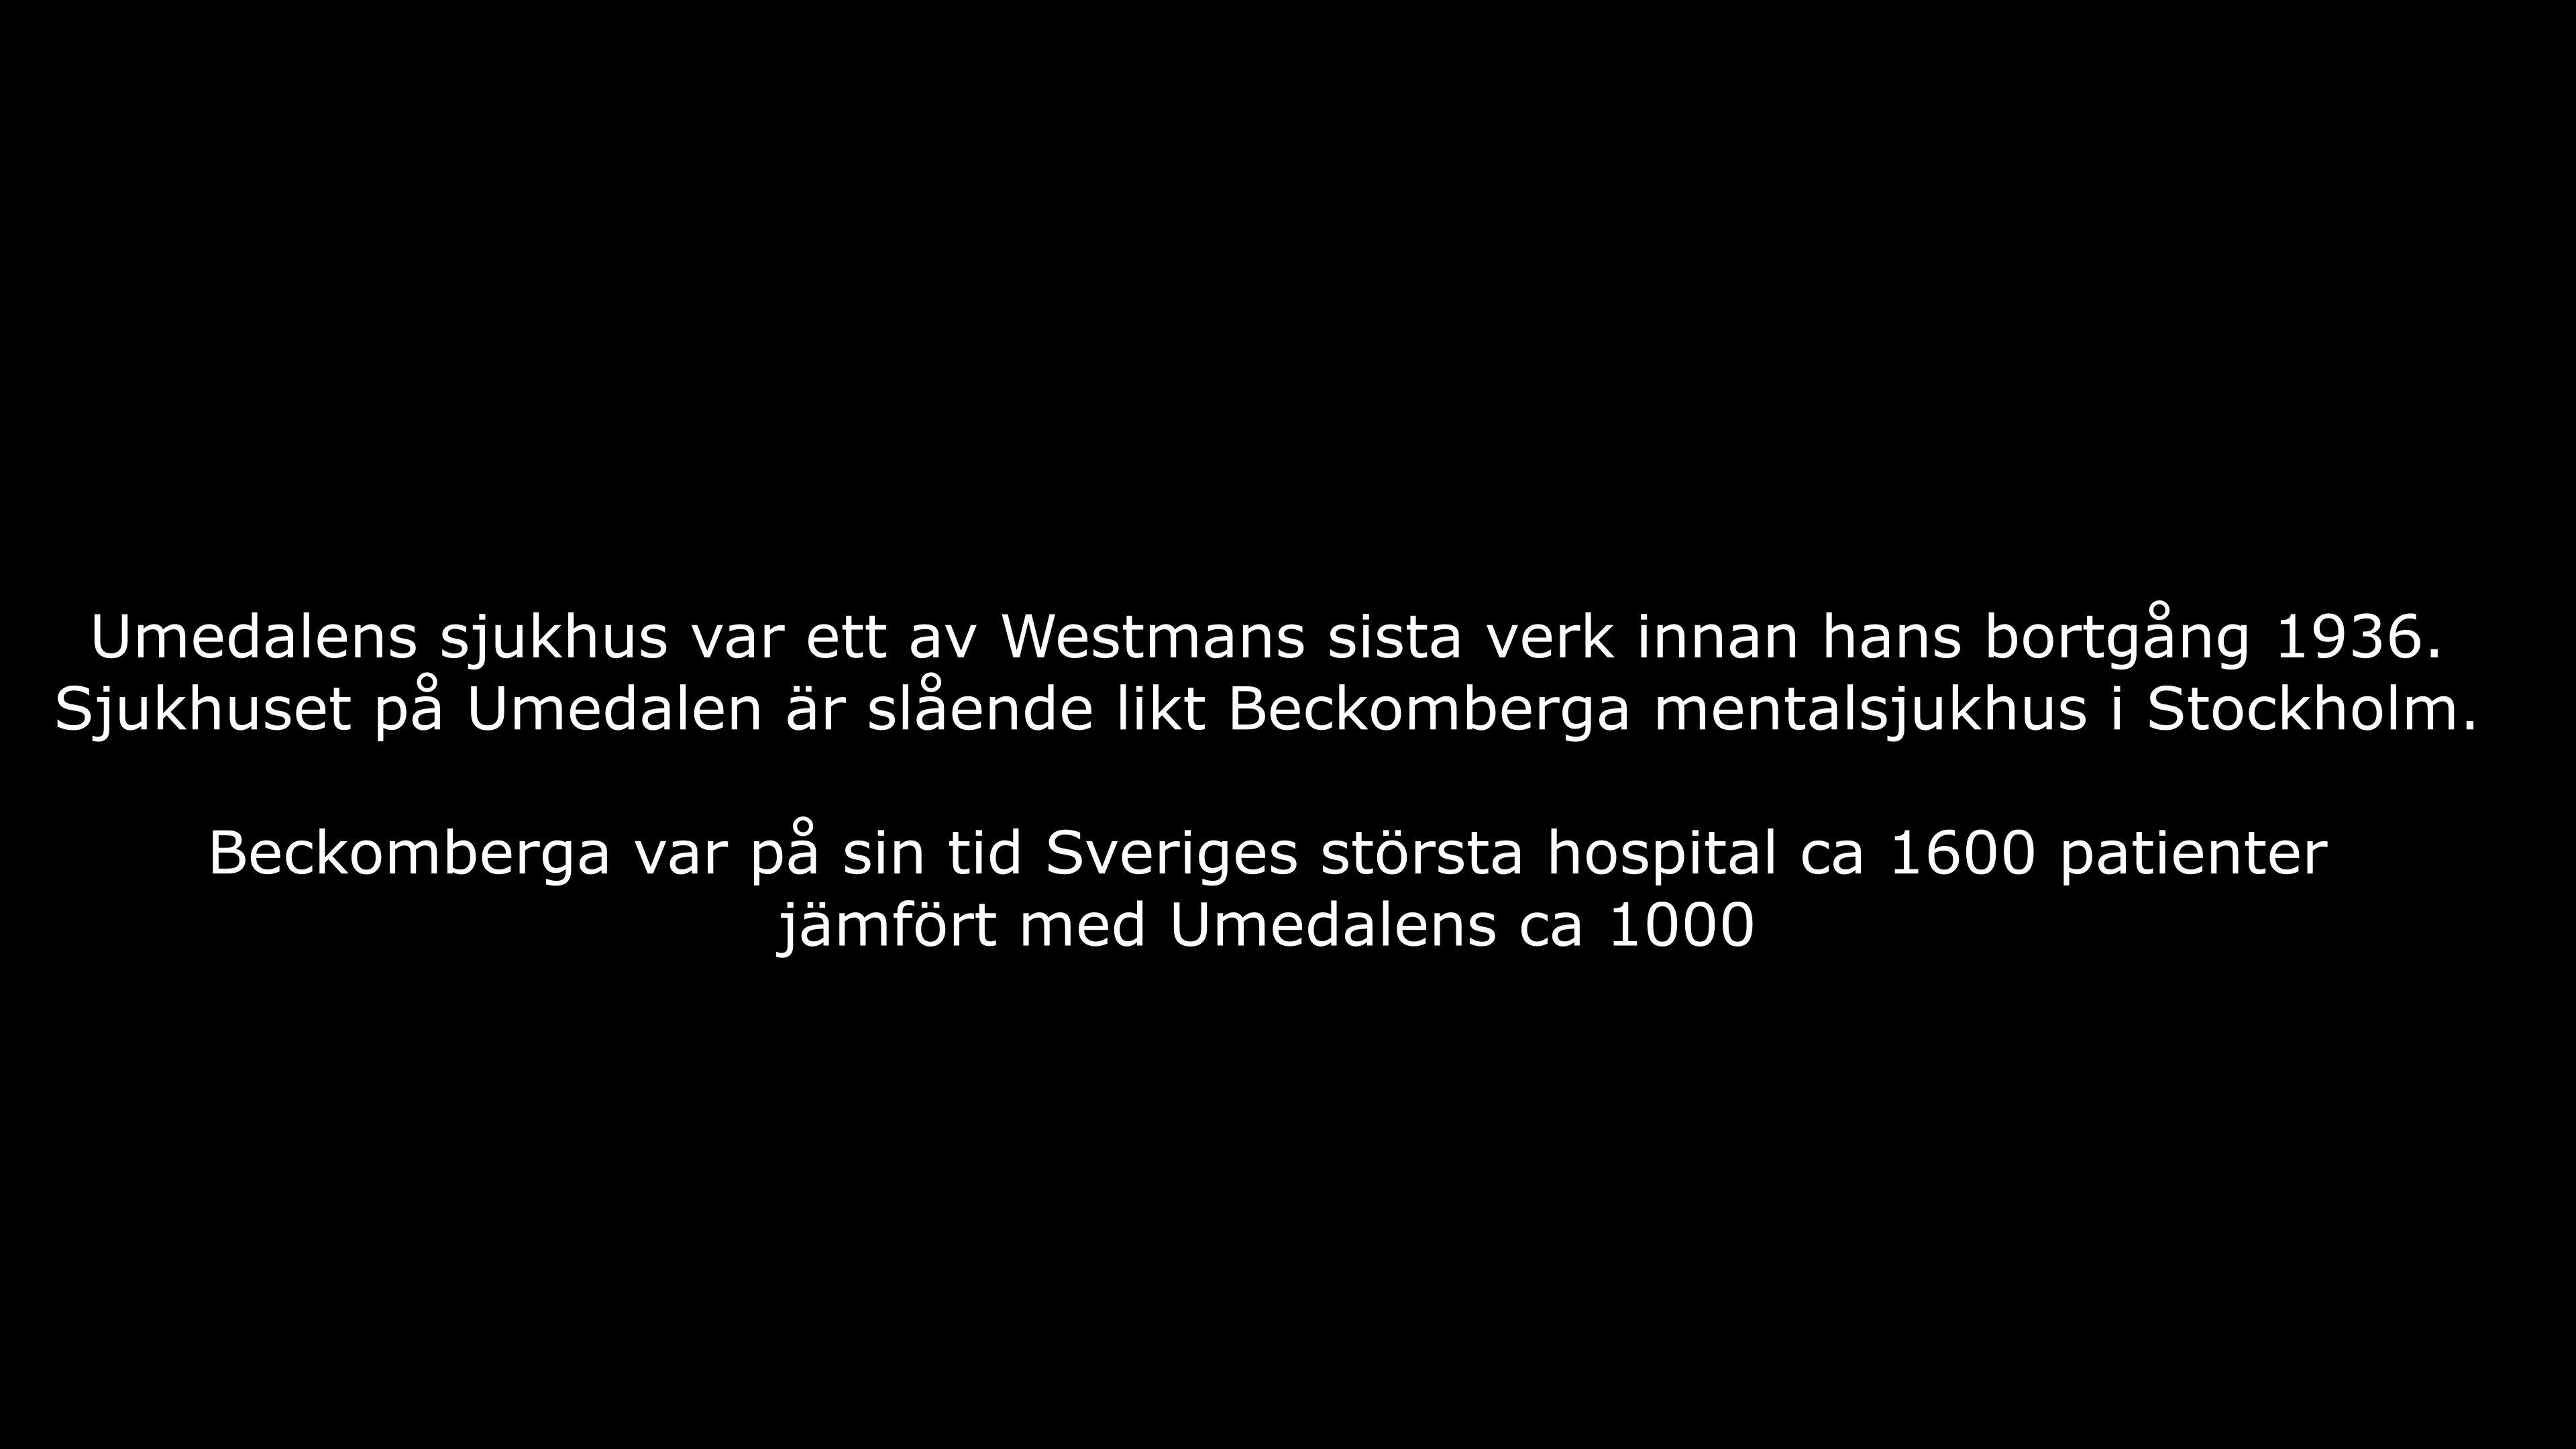 Umedalens sjukhus var ett av Westmans sista verk innan hans bortgång 1936.
Sjukhuset på Umedalen är slående likt Beckomberga mentalsjukhus i Stockholm.
Beckomberga var på sin tid Sveriges största hospital ca 1600 patienter
jämfört med Umedalens ca 1000